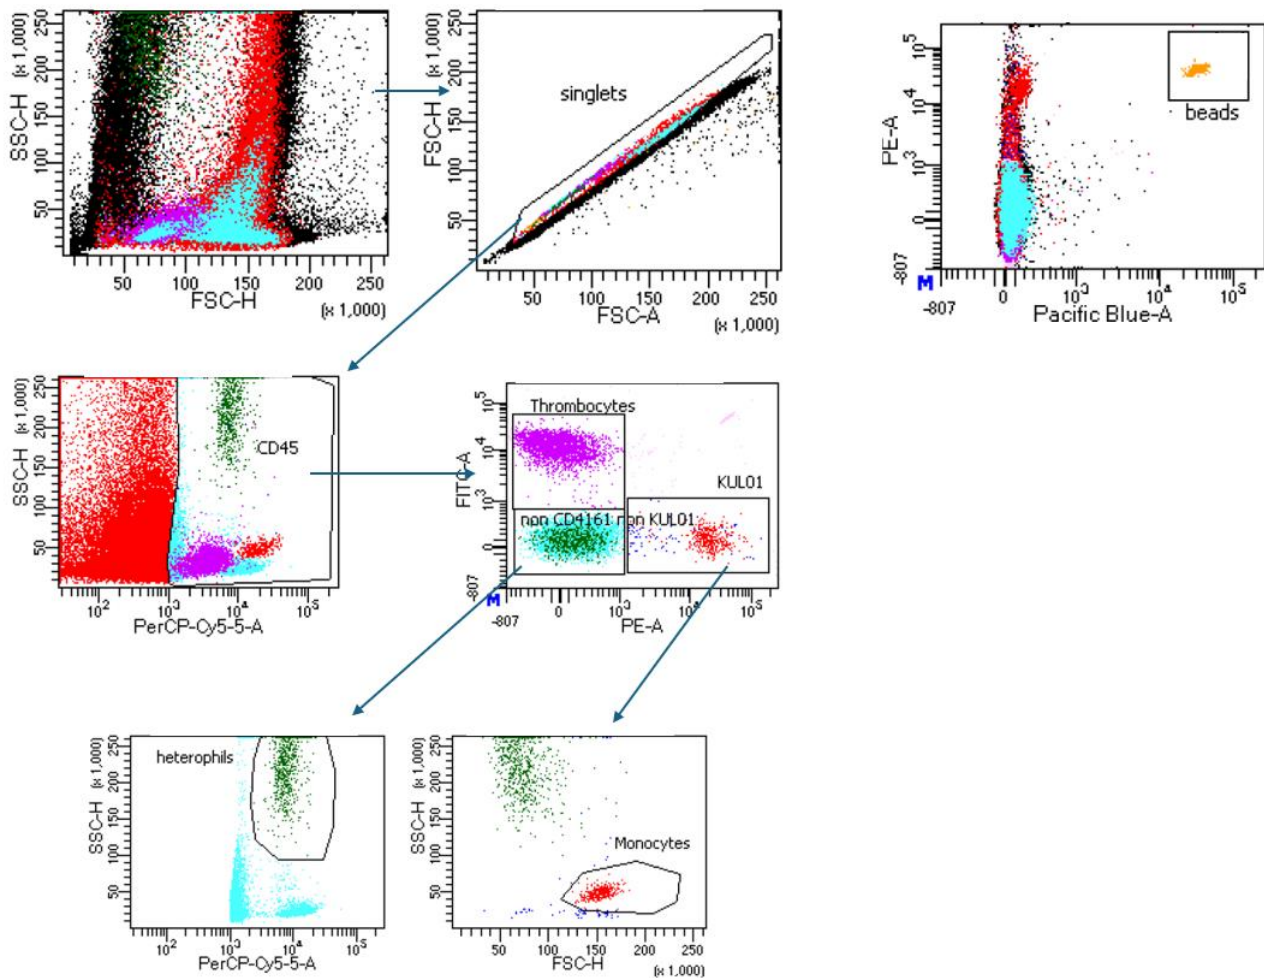 SSC-H (x 1,000)
50 100 150 200 250
50 100 150 200 250
FSC-H
(x 1,000)
FSC-H (x 1,000)
50 100 150 200 250
singlets
50 100 150 200 250
FSC-A
(x 1,000)
PE-A
10^5
10^4
10^3
0
-807
beads
M
-807
0 10^3 10^4 10^5
Pacific Blue-A
SSC-H (x 1,000)
50 100 150 200 250
CD45
10^2 10^3 10^4 10^5
PerCP-Cy5-5-A
FITC-A
10^5
10^4
10^3
0
-807
Thrombocytes
KUL01
non CD4161 non KUL01
M
-807
0 10^3 10^4 10^5
PE-A
SSC-H (x 1,000)
50 100 150 200 250
heterophils
10^2 10^3 10^4 10^5
PerCP-Cy5-5-A
SSC-H (x 1,000)
50 100 150 200 250
Monocytes
50 100 150 200 250
FSC-H
(x 1,000)